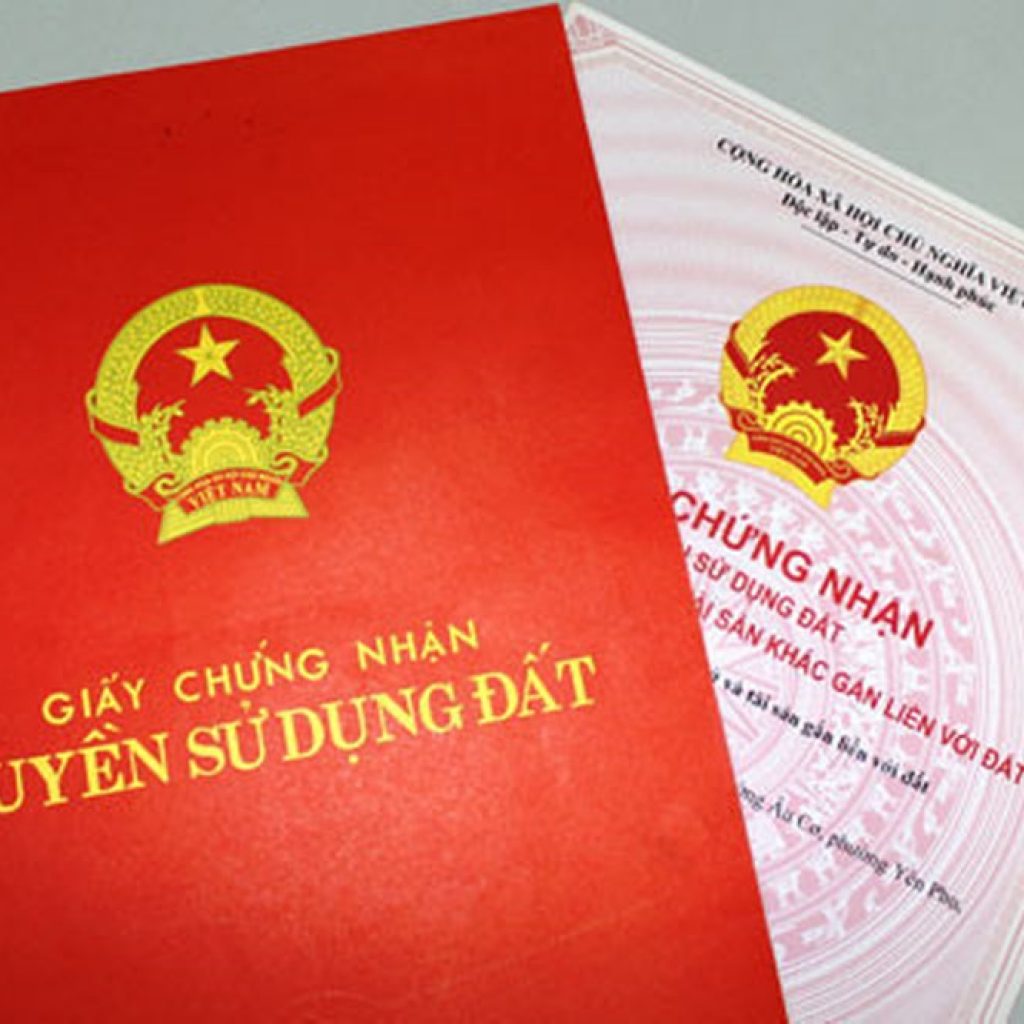 VIỆT NAM
GIẤY CHỨNG NHẬN
UYỀN SỬ DỤNG ĐẤT
CỘNG HÒA XÃ HỘI CHỦ NGHĨA VIỆT
Độc lập - Tự do - Hạnh phúc
CHỨNG NHẬN
SỬ DỤNG ĐẤT
SẢN KHÁC GẮN LIỀN VỚI ĐẤT
và tài sản gắn liền với đất
Âu Cơ, phường Yên Phụ,